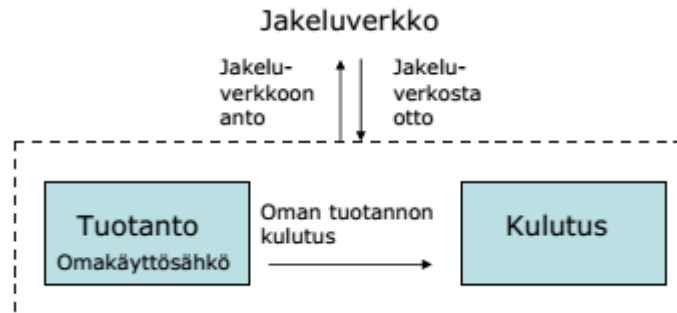 Jakeluverkko
Jakelu-
verkkoon
anto
Jakelu-
verkosta
otto
Tuotanto
Omakäyttösähkö
Oman tuotannon
kulutus
Kulutus